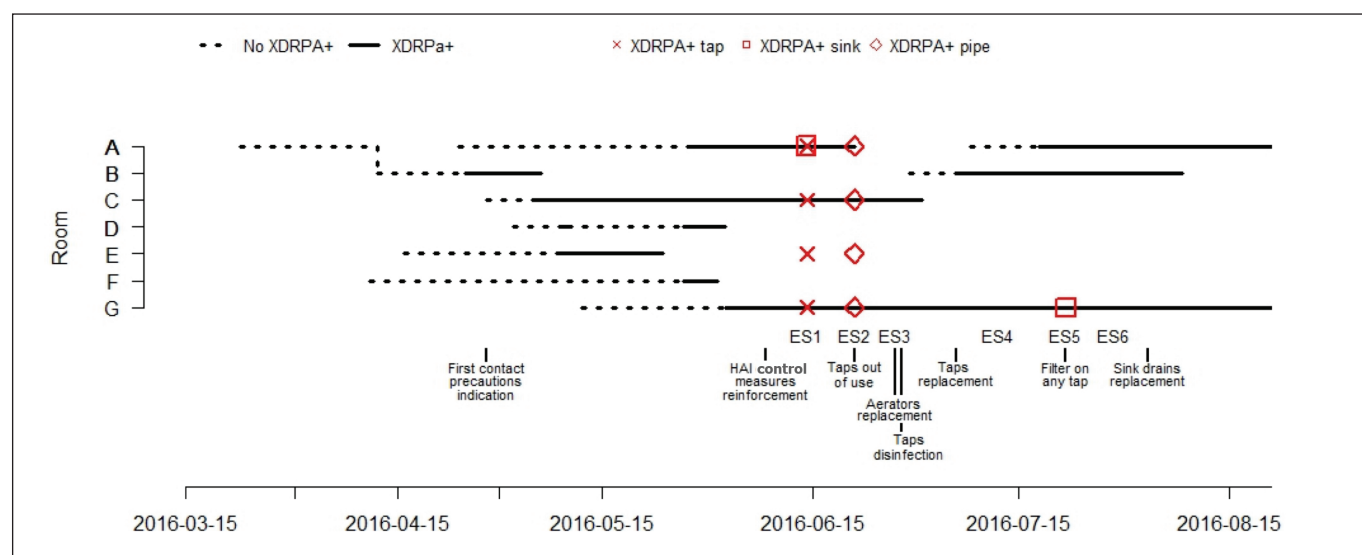 No XDRPA+ XDRPa+ XDRPA+ tap XDRPA+ sink XDRPA+ pipe
Room
A
B
C
D
E
F
G
ES1 ES2 ES3 ES4 ES5 ES6
First contact
precautions
indication
HAI control
measures
reinforcement
Taps out
of use
Aerators
replacement
Taps
disinfection
Taps
replacement
Filter on
any tap
Sink drains
replacement
2016-03-15 2016-04-15 2016-05-15 2016-06-15 2016-07-15 2016-08-15